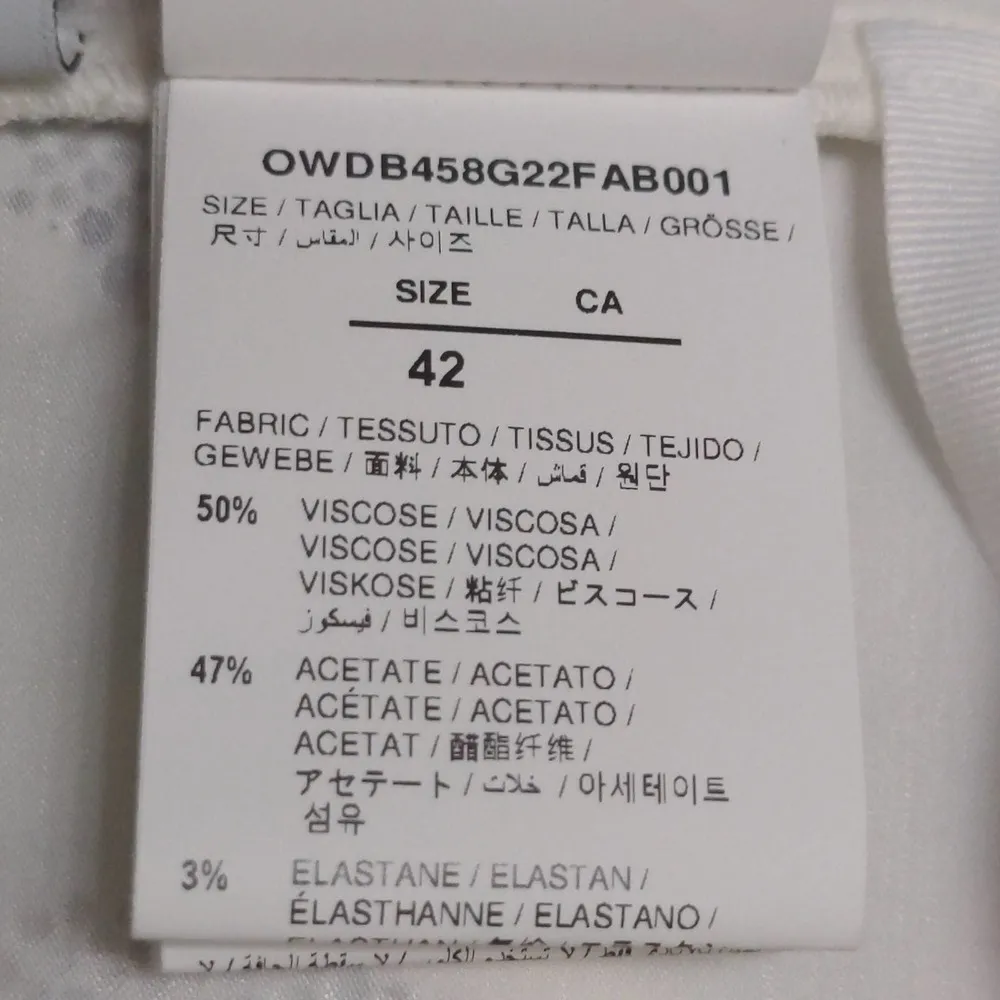 OWDB458G22FAB001
SIZE / TAGLIA / TAILLE / TALLA / GRÖSSE /
尺寸 / المقاس / 사이즈
SIZE CA
42
FABRIC / TESSUTO / TISSUS / TEJIDO /
GEWEBE / 面料 / 本体 / قماش / 원단
50% VISCOSE / VISCOSA /
VISCOSE / VISCOSA /
VISKOSE / 粘纤 / ビスコース /
فيسكوز / 비스코스
47% ACETATE / ACETATO /
ACÉTATE / ACETATO /
ACETAT / 醋酯纤维 /
アセテート / خلات / 아세테이트
섬유
3% ELASTANE / ELASTAN /
ÉLASTHANNE / ELASTANO /